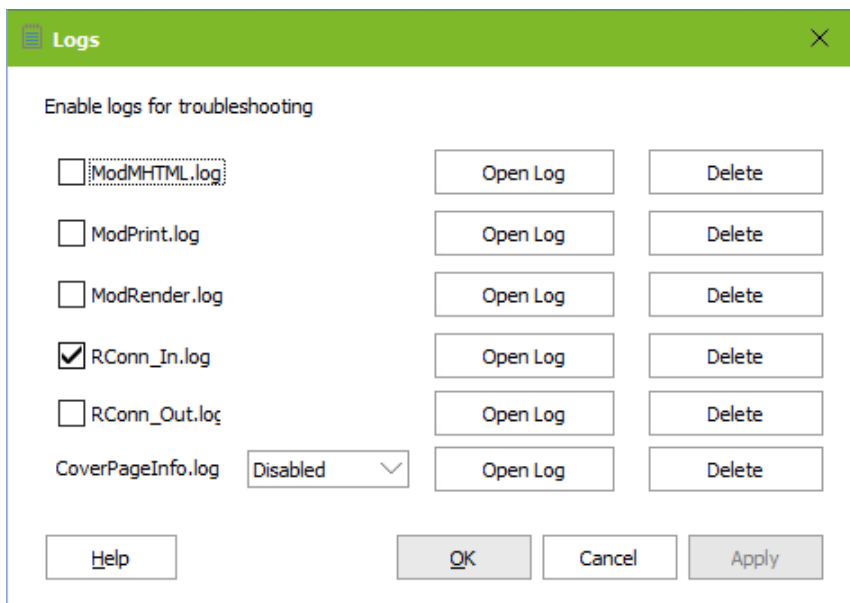 Logs
Enable logs for troubleshooting
ModMHTML.log Open Log Delete
ModPrint.log Open Log Delete
ModRender.log Open Log Delete
RConn_In.log Open Log Delete
RConn_Out.log Open Log Delete
CoverPageInfo.log Disabled Open Log Delete
Help OK Cancel Apply